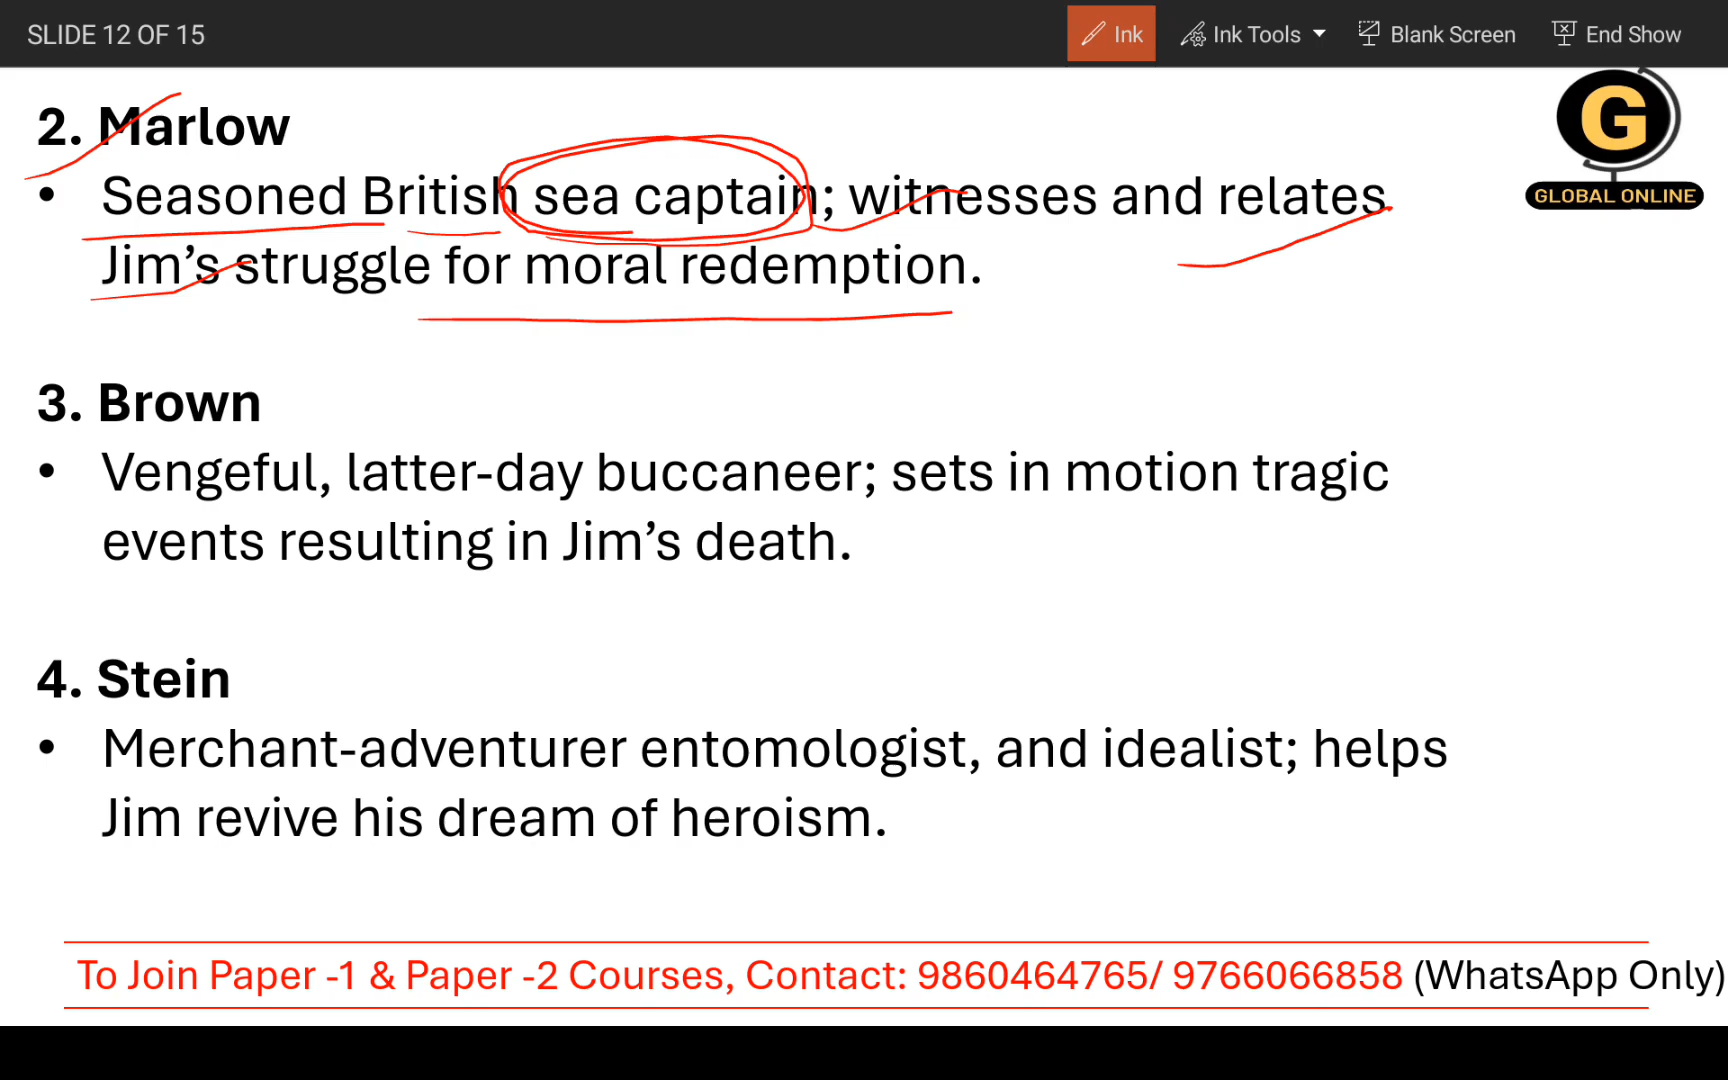 SLIDE 12 OF 15 Ink Ink Tools Blank Screen End Show
G
GLOBAL ONLINE
2. Marlow
• Seasoned British sea captain; witnesses and relates
Jim’s struggle for moral redemption.
3. Brown
• Vengeful, latter-day buccaneer; sets in motion tragic
events resulting in Jim’s death.
4. Stein
• Merchant-adventurer entomologist, and idealist; helps
Jim revive his dream of heroism.
To Join Paper -1 & Paper -2 Courses, Contact: 9860464765/ 9766066858 (WhatsApp Only)